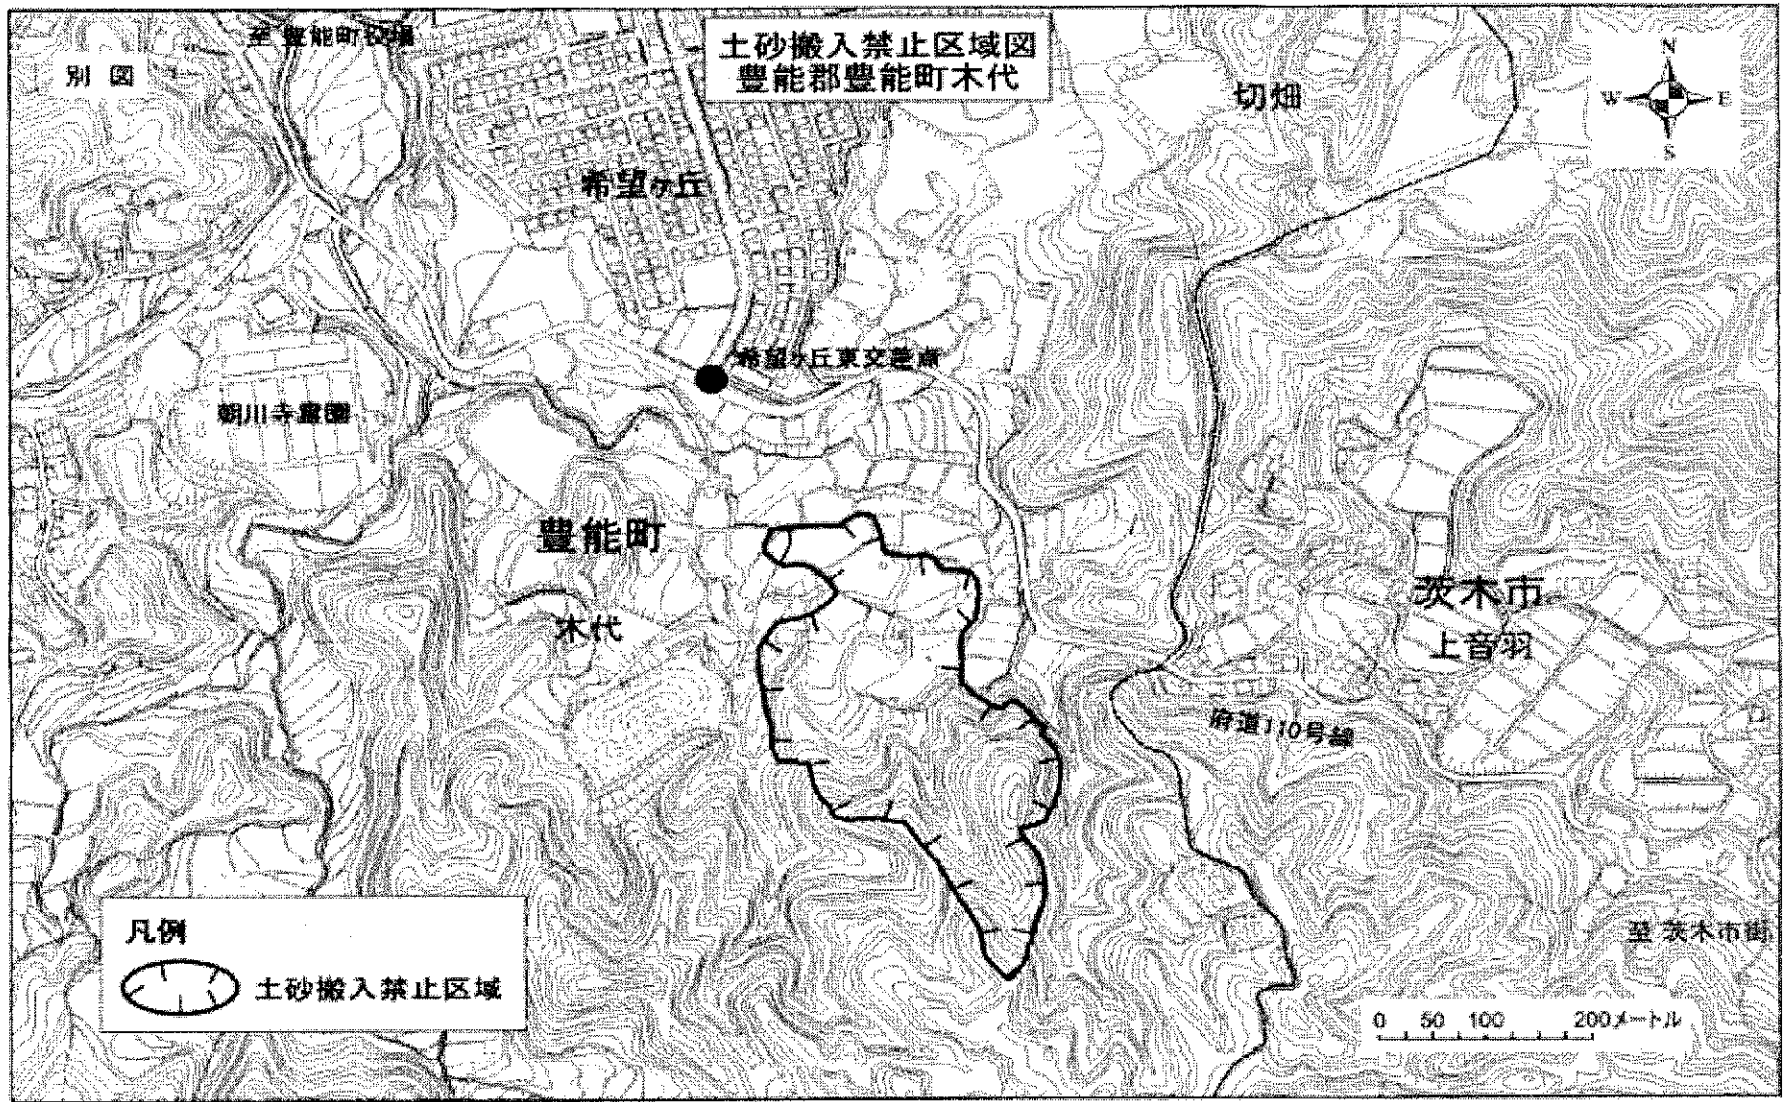 別 図
至 豊能町役場
土砂搬入禁止区域図
豊能郡豊能町木代
切畑
N
W
E
S
希望ヶ丘
希望ヶ丘東交差点
朝川寺霊園
豊能町
木代
茨木市
上音羽
府道110号線
至 茨木市街
凡例
土砂搬入禁止区域
0 50 100 200メートル